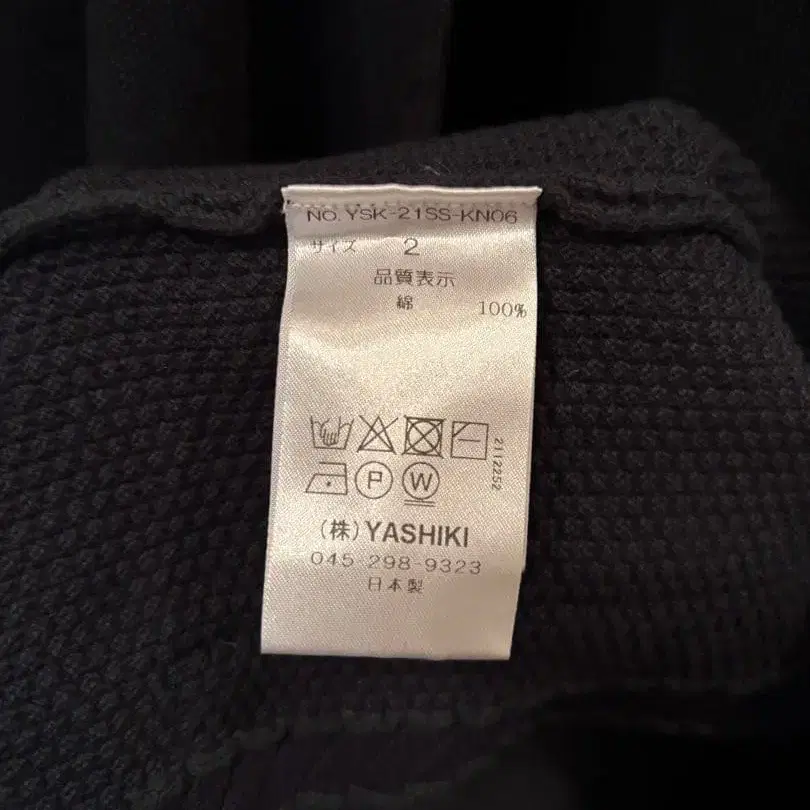 NO. YSK-21SS-KN06
サイズ 2
品質表示
綿 100%
2112252
P W
(株)YASHIKI
045-298-9323
日本製